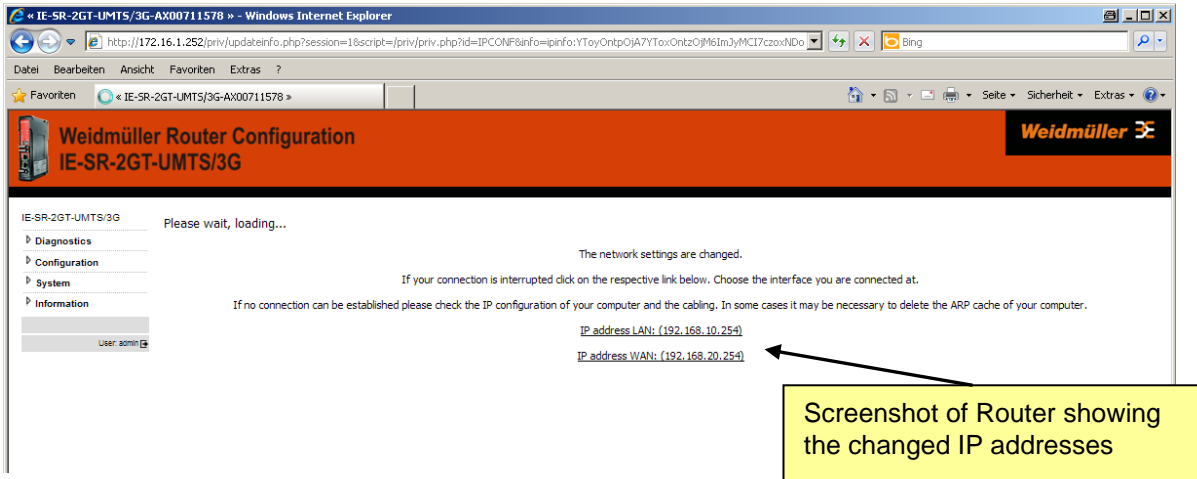 « IE-SR-2GT-UMTS/3G-AX00711578 » - Windows Internet Explorer
http://172.16.1.252/priv/updateinfo.php?session=1&script=/priv/priv.php?id=IPCONF&info=ipinfo:YToyOntpOjA7YToxOntzOjM6ImJyMCI7czoxNDo
Bing
Datei Bearbeiten Ansicht Favoriten Extras ?
Favoriten « IE-SR-2GT-UMTS/3G-AX00711578 » Seite Sicherheit Extras
Weidmüller Router Configuration
IE-SR-2GT-UMTS/3G
Weidmüller
IE-SR-2GT-UMTS/3G
Diagnostics
Configuration
System
Information
User: admin
Please wait, loading...
The network settings are changed.
If your connection is interrupted click on the respective link below. Choose the interface you are connected at.
If no connection can be established please check the IP configuration of your computer and the cabling. In some cases it may be necessary to delete the ARP cache of your computer.
IP address LAN: (192.168.10.254)
IP address WAN: (192.168.20.254)
Screenshot of Router showing
the changed IP addresses